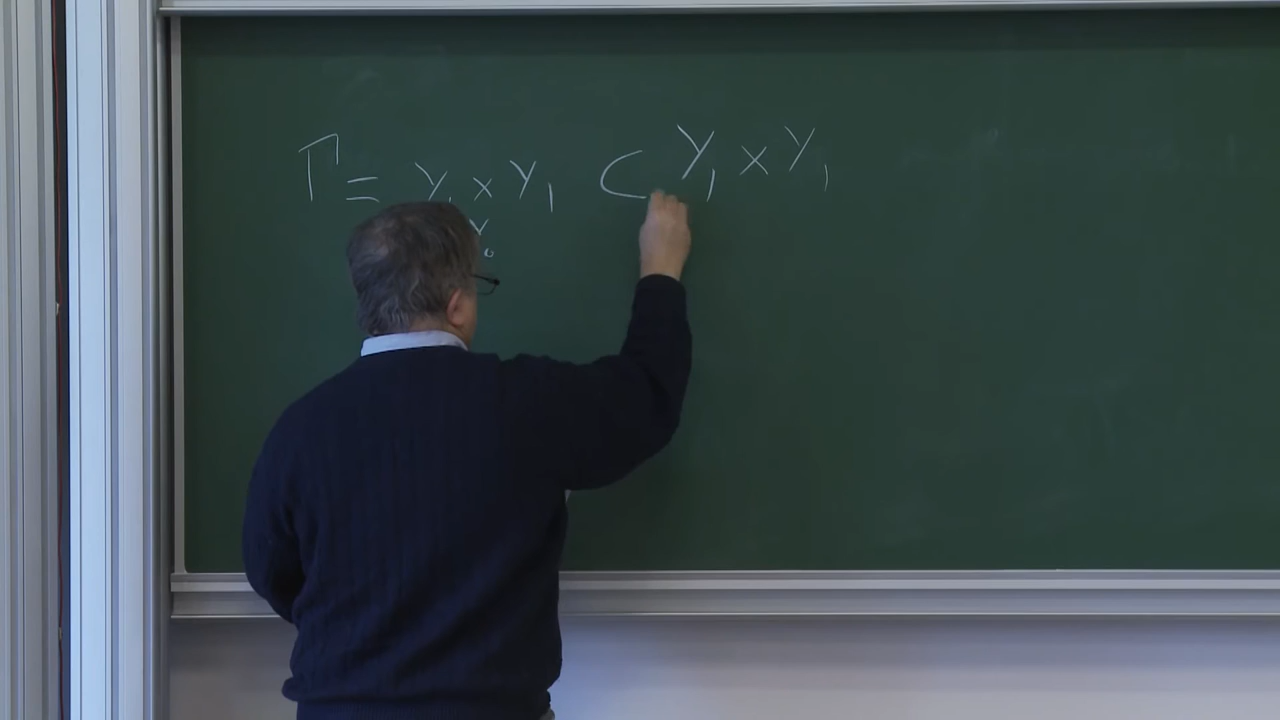 Γ = Y₁ × Y₁ ⊂ Y₁ × Y₁
Y₀